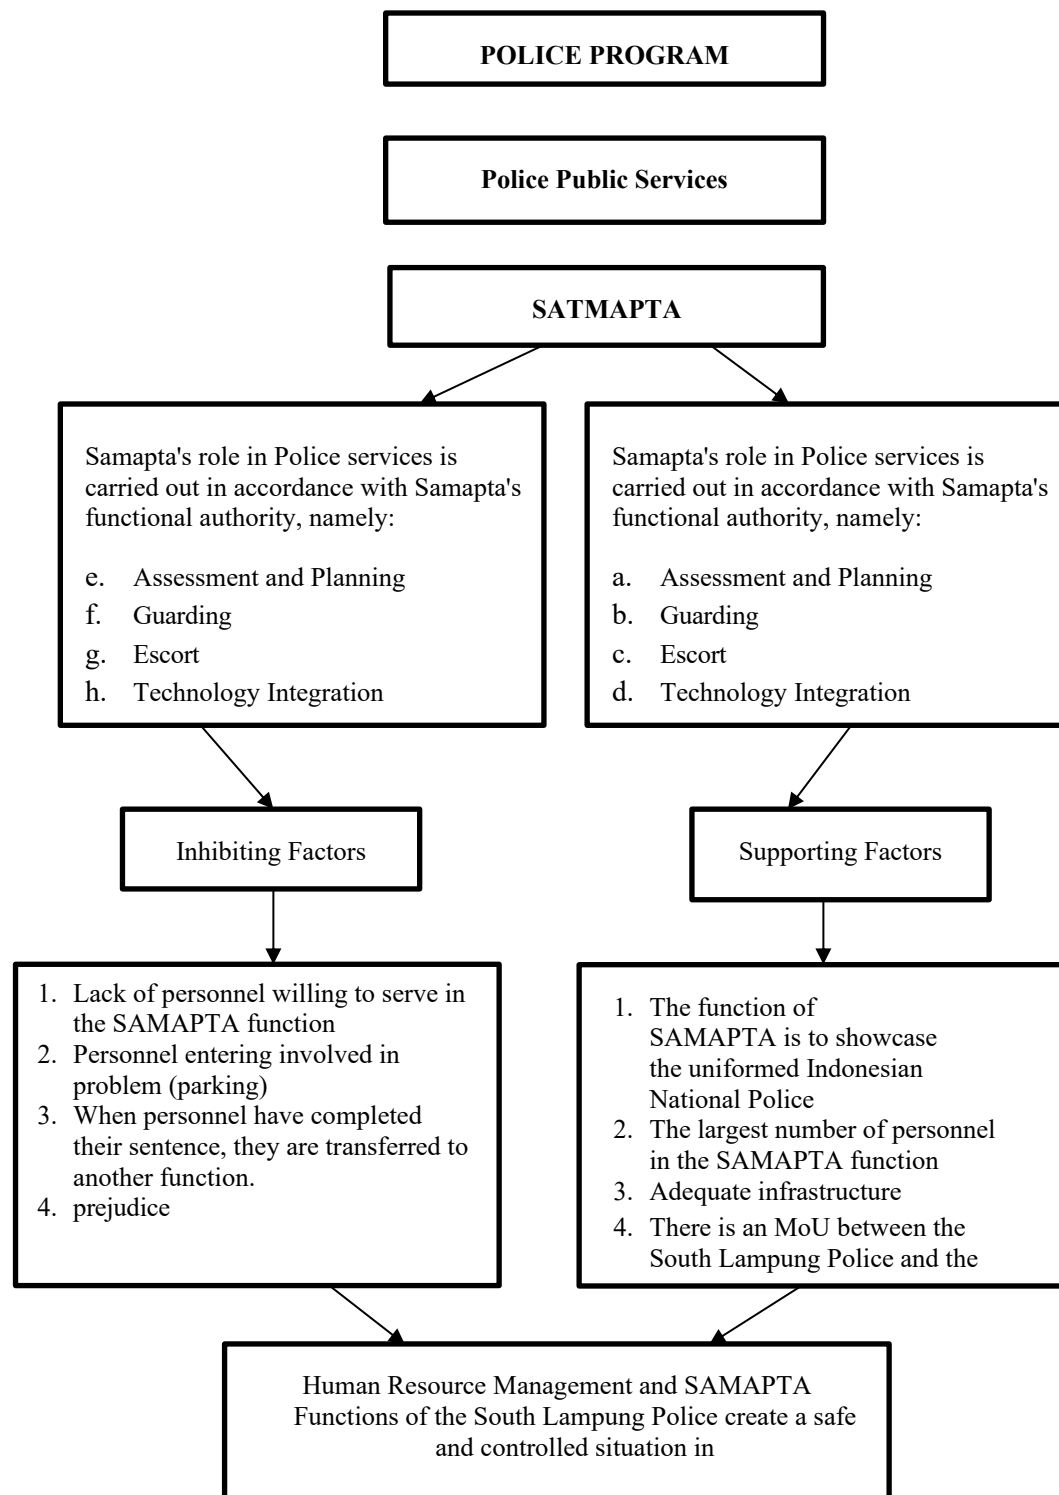 POLICE PROGRAM
Police Public Services
SATMAPTA
Samapta's role in Police services is
carried out in accordance with Samapta's
functional authority, namely:
e. Assessment and Planning
f. Guarding
g. Escort
h. Technology Integration
Samapta's role in Police services is
carried out in accordance with Samapta's
functional authority, namely:
a. Assessment and Planning
b. Guarding
c. Escort
d. Technology Integration
Inhibiting Factors
Supporting Factors
1. Lack of personnel willing to serve in
the SAMAPTA function
2. Personnel entering involved in
problem (parking)
3. When personnel have completed
their sentence, they are transferred to
another function.
4. prejudice
1. The function of
SAMAPTA is to showcase
the uniformed Indonesian
National Police
2. The largest number of personnel
in the SAMAPTA function
3. Adequate infrastructure
4. There is an MoU between the
South Lampung Police and the
Human Resource Management and SAMAPTA
Functions of the South Lampung Police create a safe
and controlled situation in